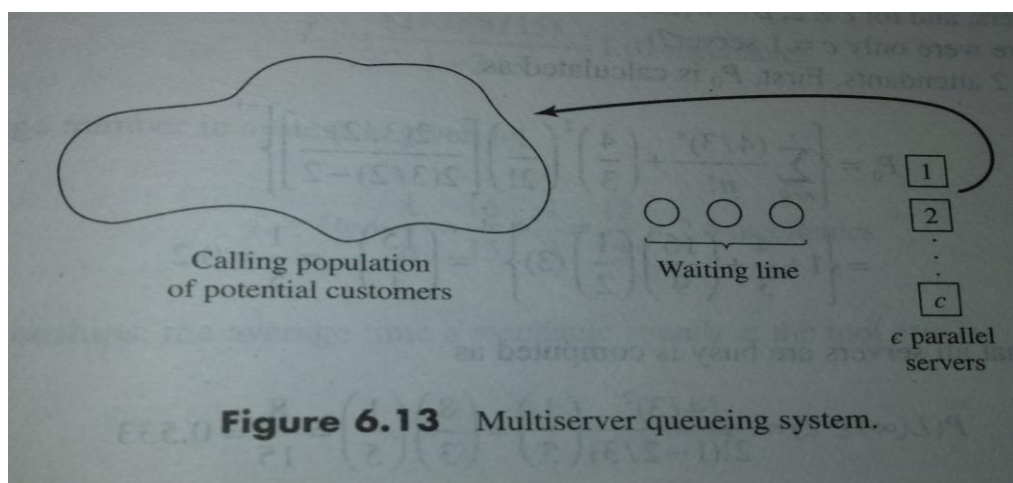 Calling population
of potential customers
Waiting line
1
2
c
c parallel
servers
Figure 6.13 Multiserver queueing system.